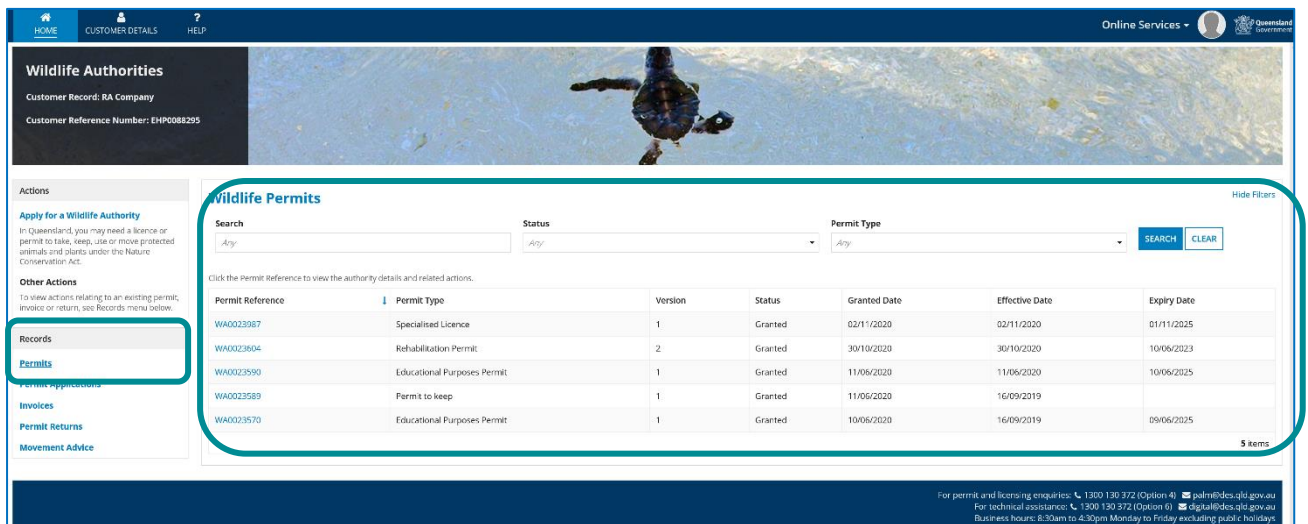 HOME
CUSTOMER DETAILS
?
HELP
Online Services
Queensland
Government
Wildlife Authorities
Customer Record: RA Company
Customer Reference Number: EHP0088295
Actions
Apply for a Wildlife Authority
In Queensland, you may need a licence or
permit to take, keep, use or move protected
animals and plants under the Nature
Conservation Act.
Other Actions
To view actions relating to an existing permit,
invoice or return, see Records menu below.
Records
Permits
Permit Applications
Invoices
Permit Returns
Movement Advice
Wildlife Permits
Hide Filters
Search Status Permit Type
Any Any Any SEARCH CLEAR
Click the Permit Reference to view the authority details and related actions.
Permit Reference Permit Type Version Status Granted Date Effective Date Expiry Date
WA0023987 Specialised Licence 1 Granted 02/11/2020 02/11/2020 01/11/2025
WA0023604 Rehabilitation Permit 2 Granted 30/10/2020 30/10/2020 10/06/2023
WA0023590 Educational Purposes Permit 1 Granted 11/06/2020 11/06/2020 10/06/2025
WA0023589 Permit to keep 1 Granted 11/06/2020 16/09/2019
WA0023570 Educational Purposes Permit 1 Granted 10/06/2020 16/09/2019 09/06/2025
5 items
For permit and licensing enquiries: 1300 130 372 (Option 4) palm@des.qld.gov.au
For technical assistance: 1300 130 372 (Option 6) digital@des.qld.gov.au
Business hours: 8:30am to 4:30pm Monday to Friday excluding public holidays